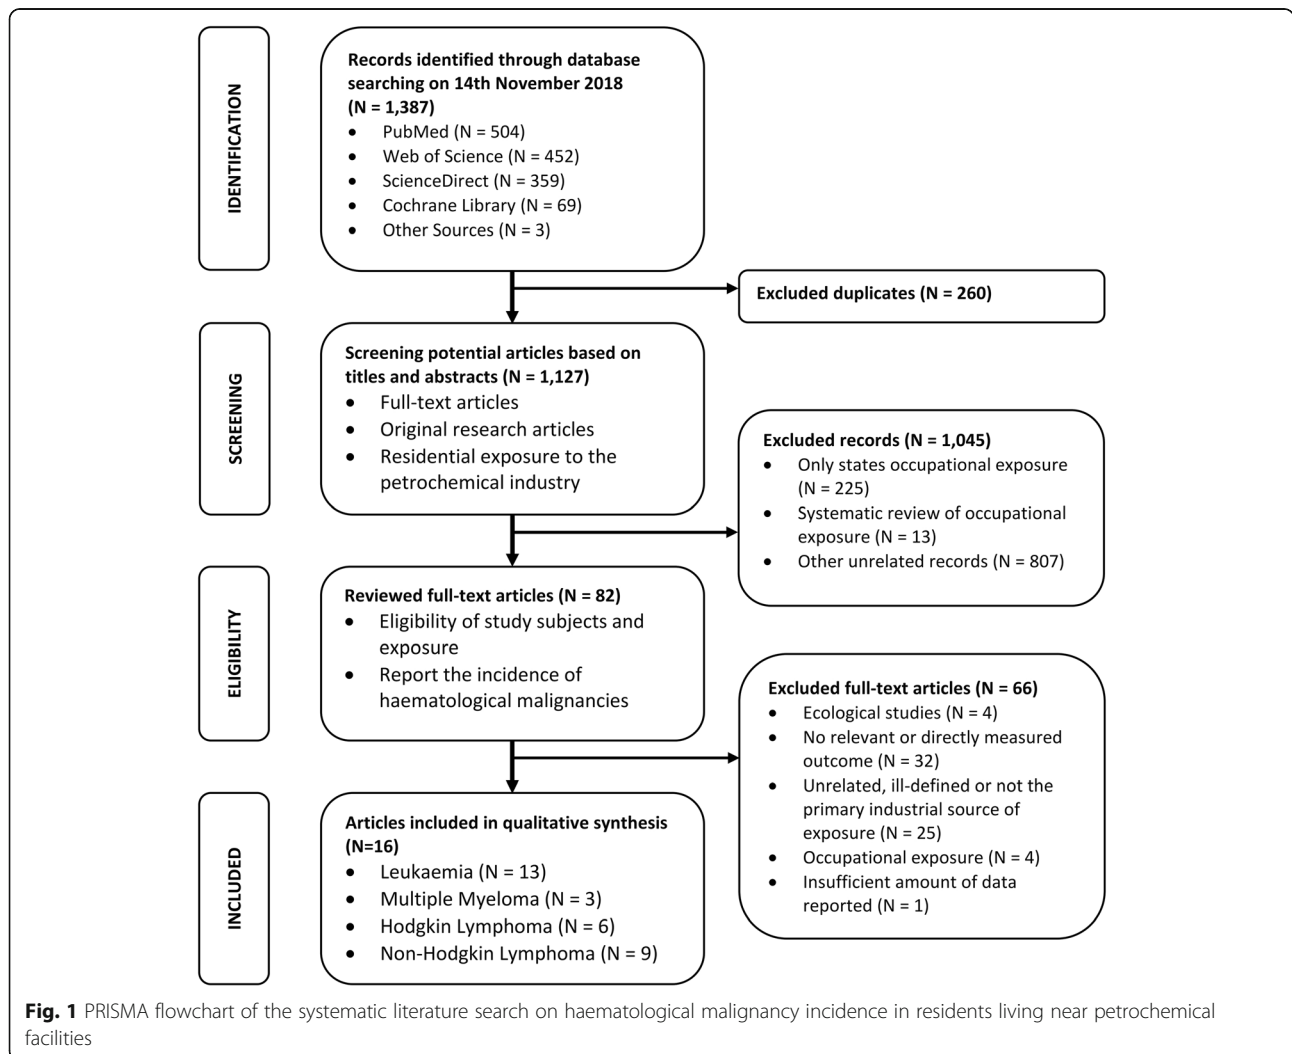 IDENTIFICATION
Records identified through database
searching on 14th November 2018
(N = 1,387)
• PubMed (N = 504)
• Web of Science (N = 452)
• ScienceDirect (N = 359)
• Cochrane Library (N = 69)
• Other Sources (N = 3)
Excluded duplicates (N = 260)
SCREENING
Screening potential articles based on
titles and abstracts (N = 1,127)
• Full-text articles
• Original research articles
• Residential exposure to the
petrochemical industry
Excluded records (N = 1,045)
• Only states occupational exposure
(N = 225)
• Systematic review of occupational
exposure (N = 13)
• Other unrelated records (N = 807)
ELIGIBILITY
Reviewed full-text articles (N = 82)
• Eligibility of study subjects and
exposure
• Report the incidence of
haematological malignancies
Excluded full-text articles (N = 66)
• Ecological studies (N = 4)
• No relevant or directly measured
outcome (N = 32)
• Unrelated, ill-defined or not the
primary industrial source of
exposure (N = 25)
• Occupational exposure (N = 4)
• Insufficient amount of data
reported (N = 1)
INCLUDED
Articles included in qualitative synthesis
(N=16)
• Leukaemia (N = 13)
• Multiple Myeloma (N = 3)
• Hodgkin Lymphoma (N = 6)
• Non-Hodgkin Lymphoma (N = 9)
Fig. 1 PRISMA flowchart of the systematic literature search on haematological malignancy incidence in residents living near petrochemical
facilities